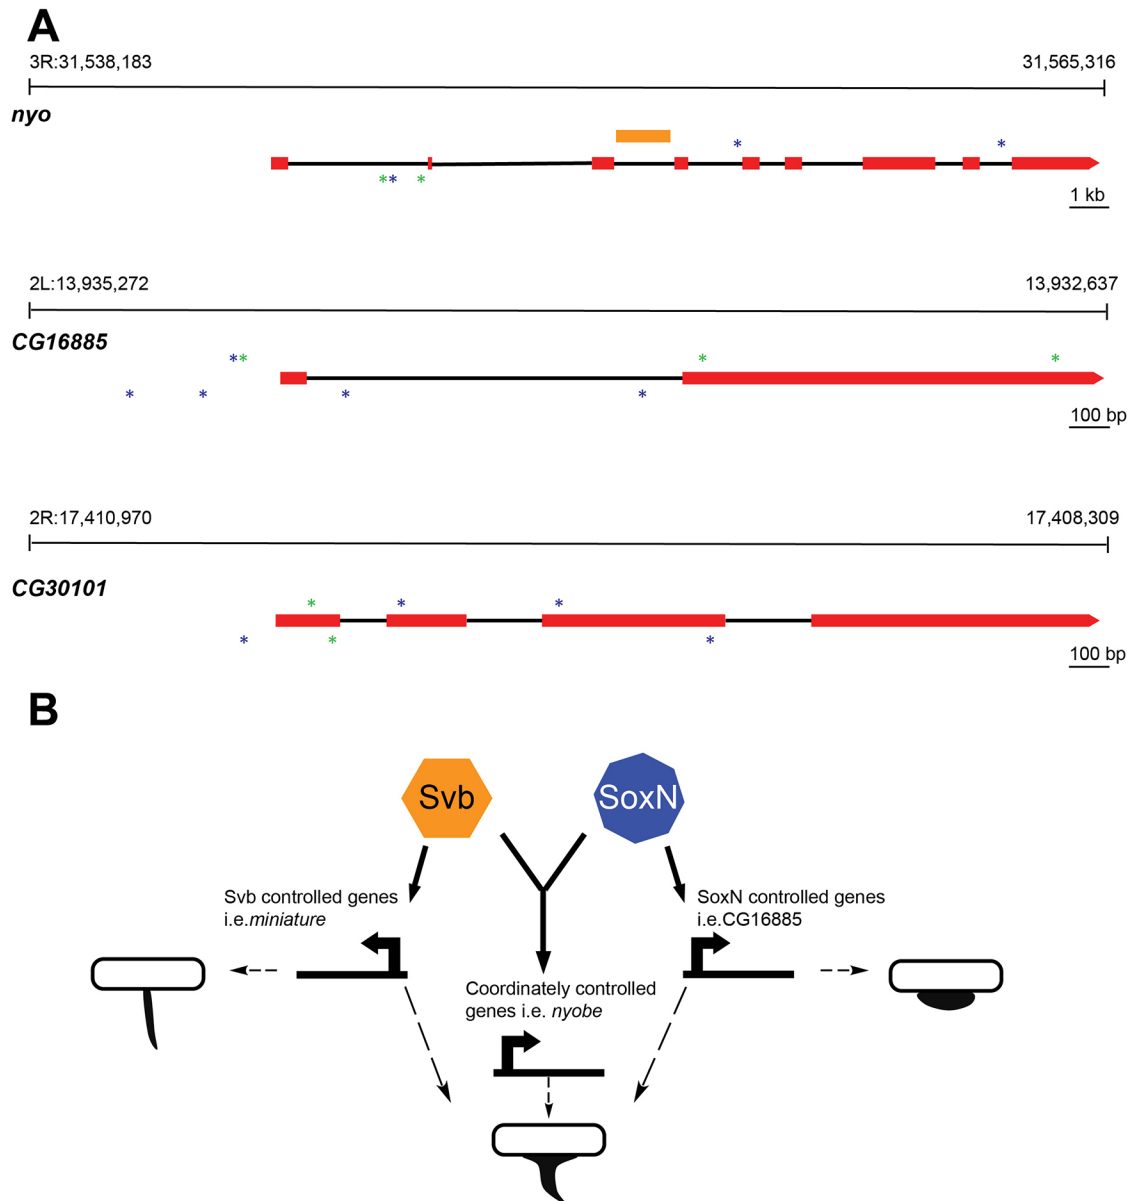 A
3R:31,538,183 31,565,316
nyo
* *
** *
1 kb
2L:13,935,272 13,932,637
CG16885
** * *
* * * *
100 bp
2R:17,410,970 17,408,309
CG30101
* * *
* * *
100 bp
B
Svb
SoxN
Svb controlled genes
i.e.miniature
SoxN controlled genes
i.e.CG16885
Coordinately controlled
genes i.e. nyobe